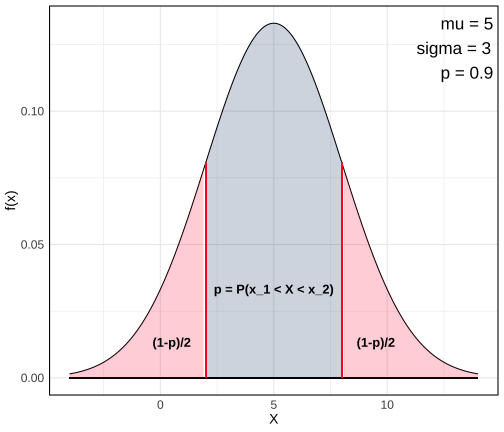 mu = 5
sigma = 3
p = 0.9
0.10
0.05
0.00
f(x)
p = P(x_1 < X < x_2)
(1-p)/2
(1-p)/2
0
5
10
X